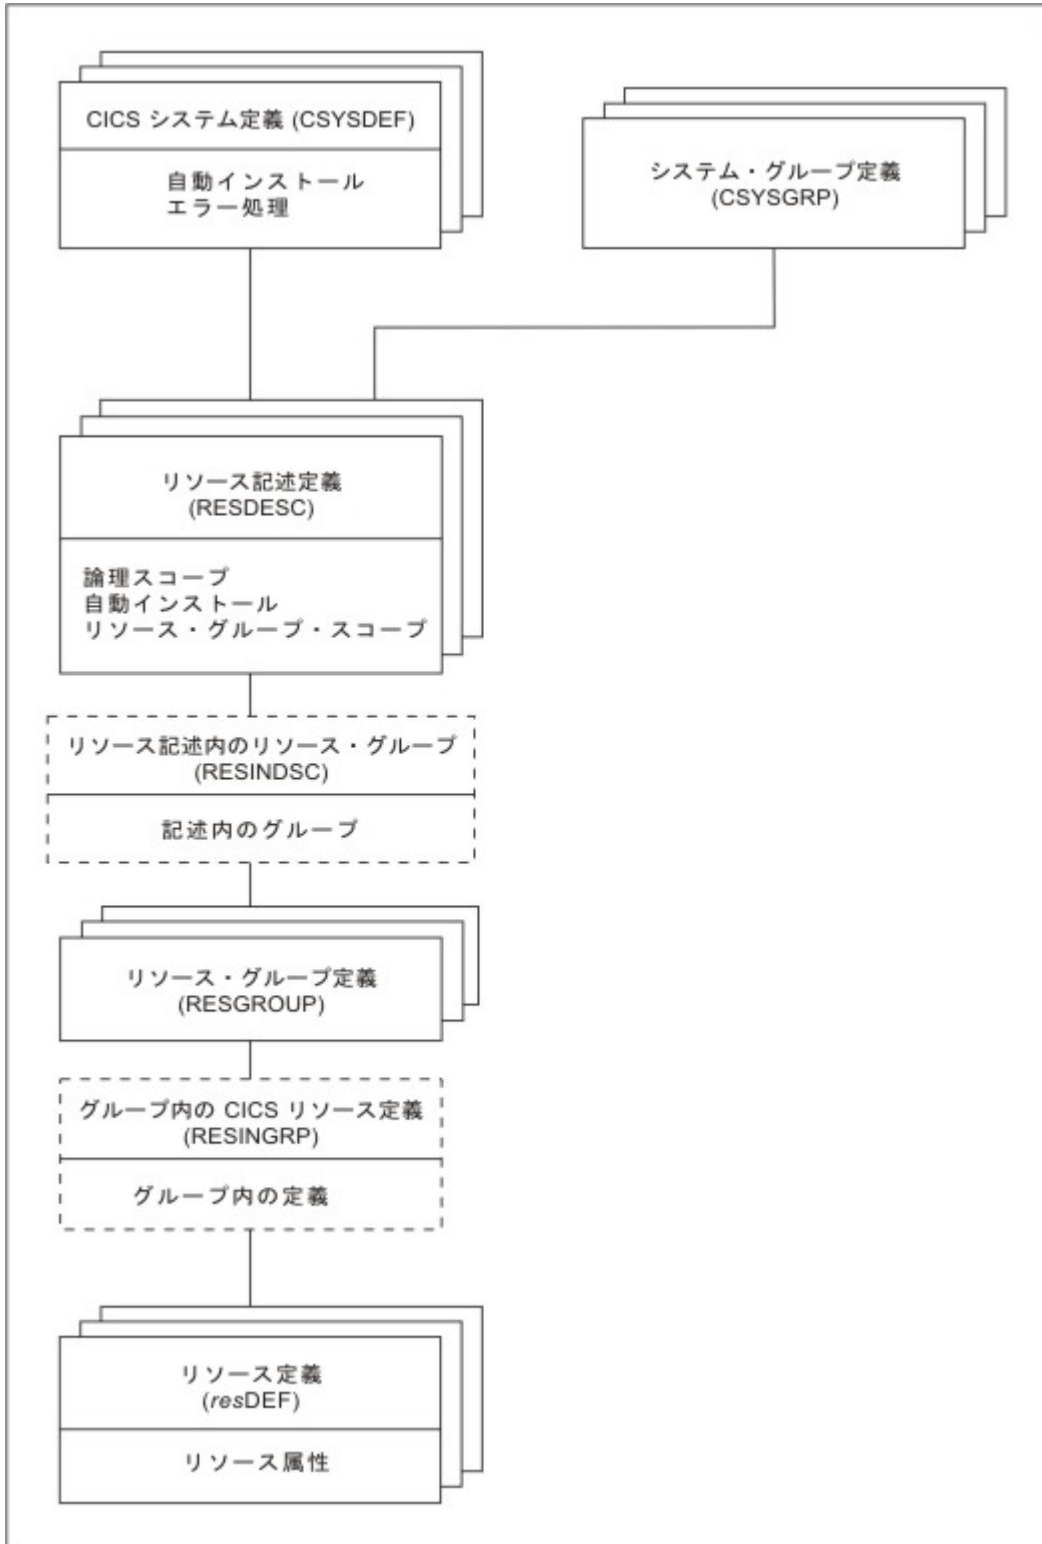 CICS システム定義 (CSYSDEF)
自動インストール
エラー処理
システム・グループ定義
(CSYSGRP)
リソース記述定義
(RESDESC)
論理スコープ
自動インストール
リソース・グループ・スコープ
リソース記述内のリソース・グループ
(RESINDSC)
記述内のグループ
リソース・グループ定義
(RESGROUP)
グループ内の CICS リソース定義
(RESINGRP)
グループ内の定義
リソース定義
(resDEF)
リソース属性